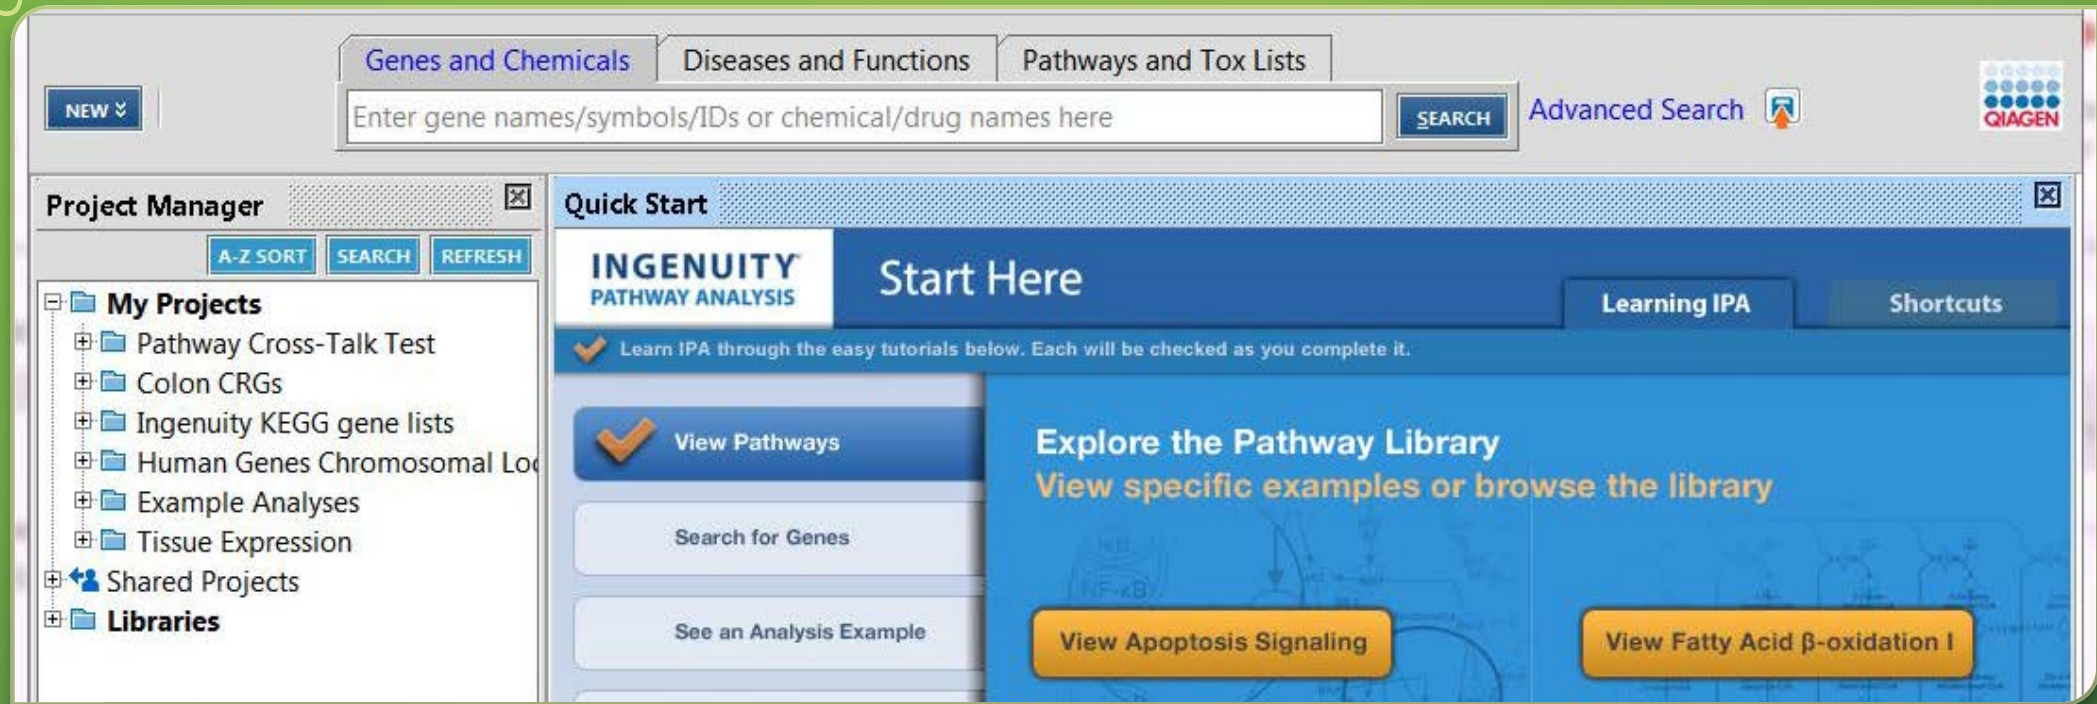 Genes and Chemicals
Diseases and Functions
Pathways and Tox Lists
NEW
Enter gene names/symbols/IDs or chemical/drug names here
SEARCH
Advanced Search
QIAGEN
Project Manager
A-Z SORT
SEARCH
REFRESH
My Projects
Pathway Cross-Talk Test
Colon CRGs
Ingenuity KEGG gene lists
Human Genes Chromosomal
Example Analyses
Tissue Expression
Shared Projects
Libraries
Quick Start
INGENUITY
PATHWAY ANALYSIS
Start Here
Learning IPA
Shortcuts
Learn IPA through the easy tutorials below. Each will be checked as you complete it.
View Pathways
Search for Genes
See an Analysis Example
Explore the Pathway Library
View specific examples or browse the library
NF-κB
View Apoptosis Signaling
View Fatty Acid β-oxidation I